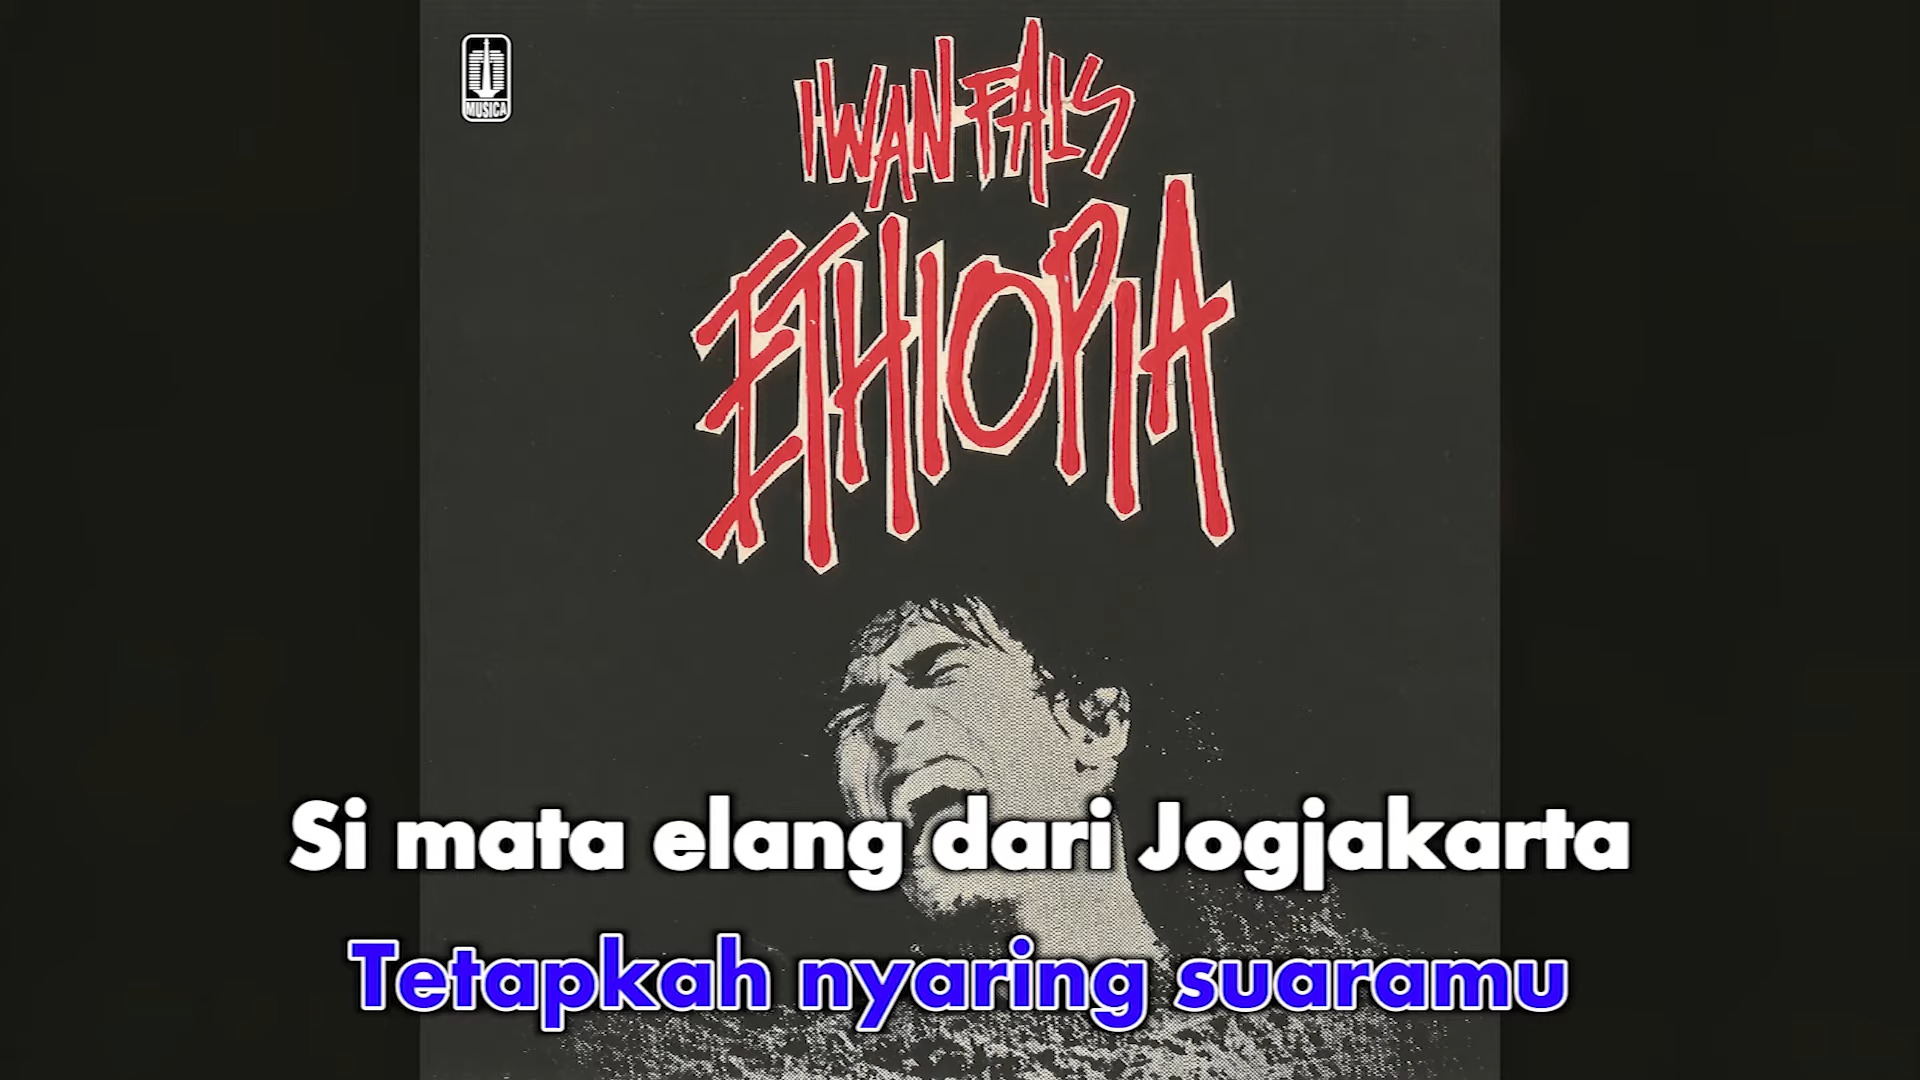 MUSICA
IWAN FALS
ETHIOPIA
Si mata elang dari Jogjakarta
Tetapkah nyaring suaramu